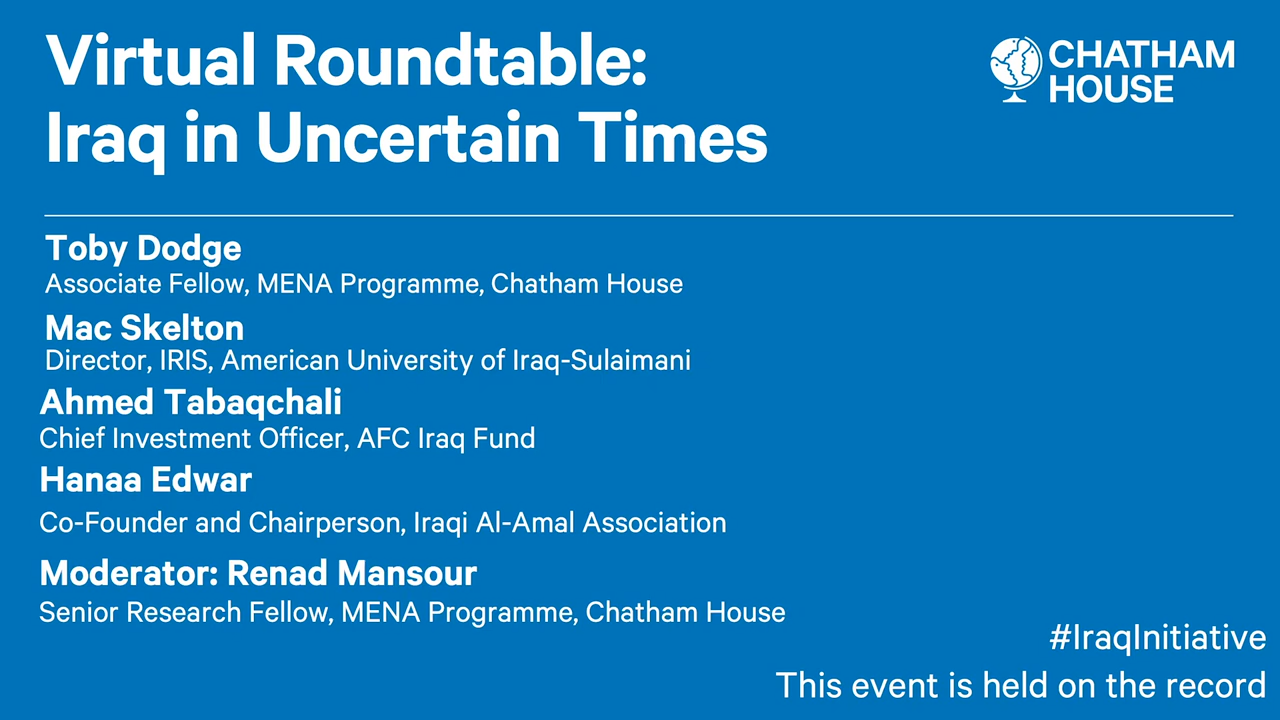 Virtual Roundtable:
Iraq in Uncertain Times
CHATHAM
HOUSE
Toby Dodge
Associate Fellow, MENA Programme, Chatham House
Mac Skelton
Director, IRIS, American University of Iraq-Sulaimani
Ahmed Tabaqchali
Chief Investment Officer, AFC Iraq Fund
Hanaa Edwar
Co-Founder and Chairperson, Iraqi Al-Amal Association
Moderator: Renad Mansour
Senior Research Fellow, MENA Programme, Chatham House
#IraqInitiative
This event is held on the record